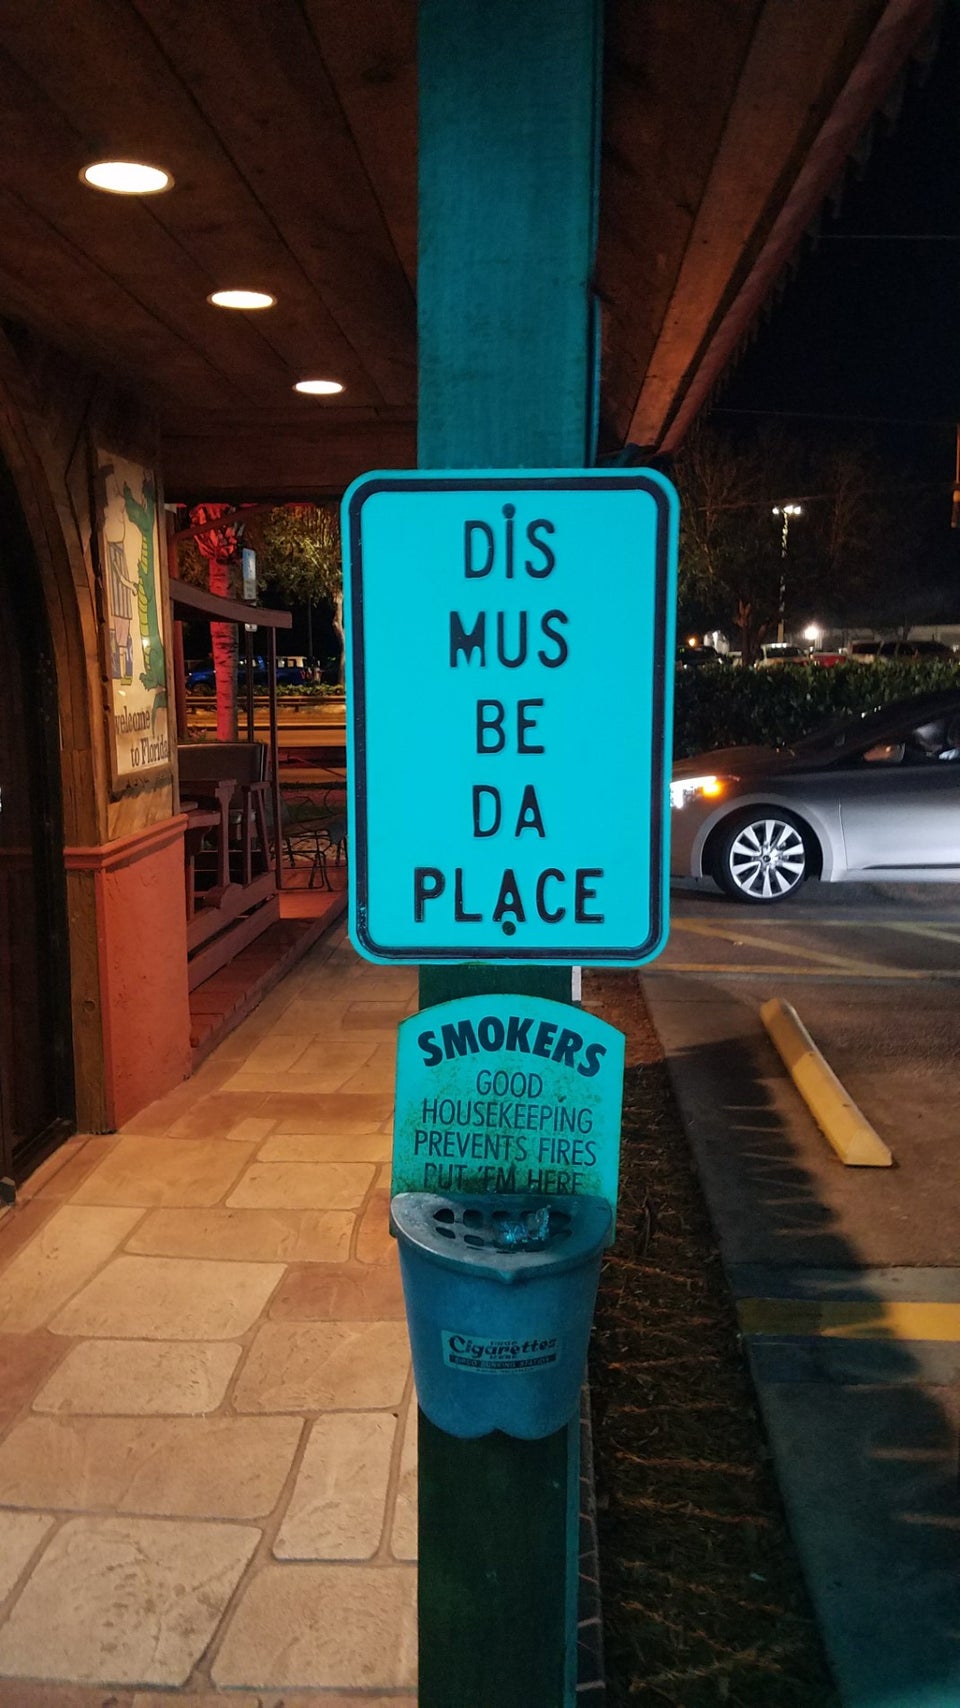 DIS
MUS
BE
DA
PLACE
welcome
to Florida
SMOKERS
GOOD
HOUSEKEEPING
PREVENTS FIRES
PUT 'EM HERE
Cigarettes